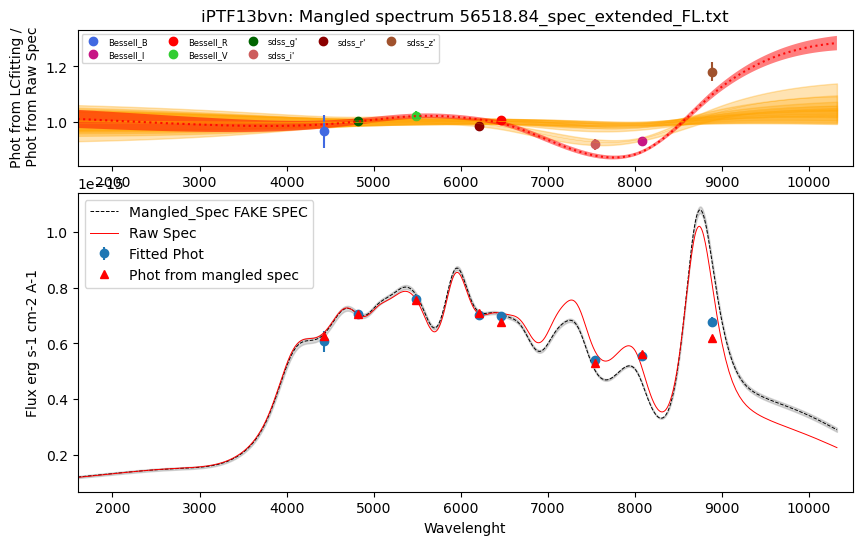 iPTF13bvn: Mangled spectrum 56518.84_spec_extended_FL.txt
Phot from LCfitting /
Phot from Raw Spec
Bessell_B Bessell_R sdss_g' sdss_r' sdss_z'
Bessell_I Bessell_V sdss_i'
1.2
1.0
2000 3000 4000 5000 6000 7000 8000 9000 10000
1e−15
Mangled_Spec FAKE SPEC
Raw Spec
Fitted Phot
Phot from mangled spec
Flux erg s-1 cm-2 A-1
1.0
0.8
0.6
0.4
0.2
2000 3000 4000 5000 6000 7000 8000 9000 10000
Wavelenght